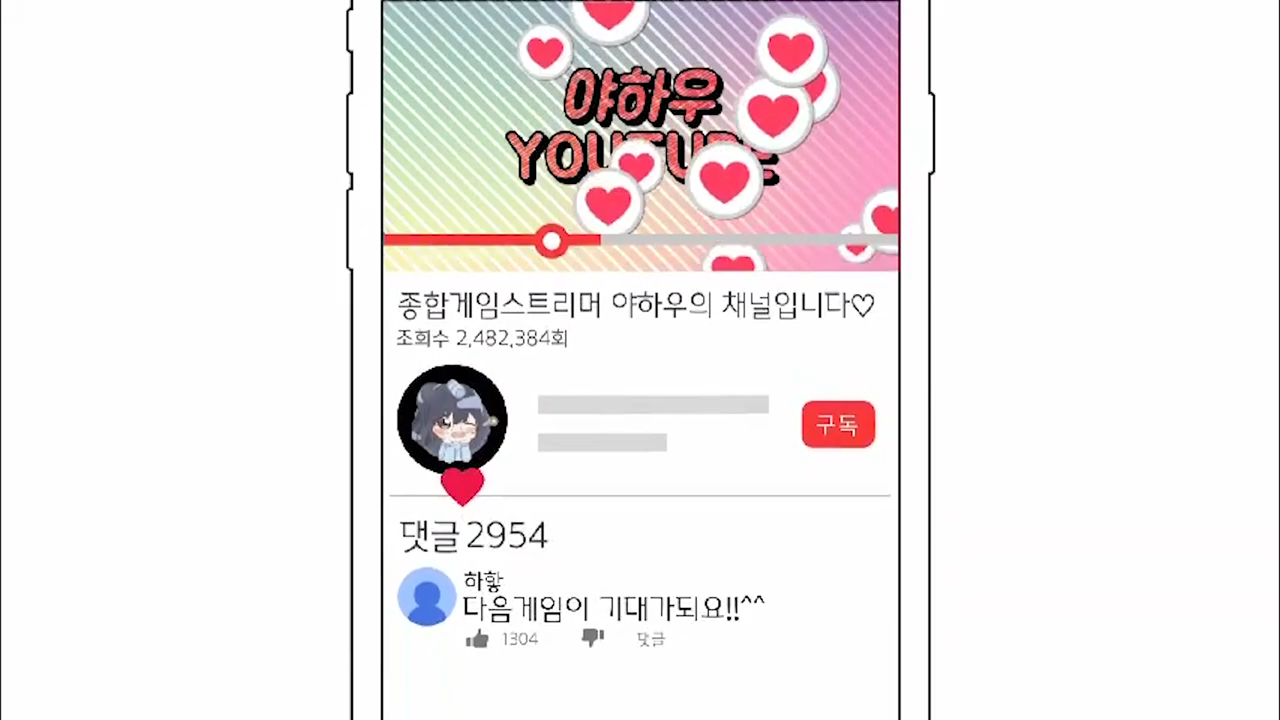 야하우
YOUTUBE
종합게임스트리머 야하우의 채널입니다♡
조회수 2,482,384회
구독
댓글 2954
하핳
다음게임이 기대가되요!!^^
1304 댓글